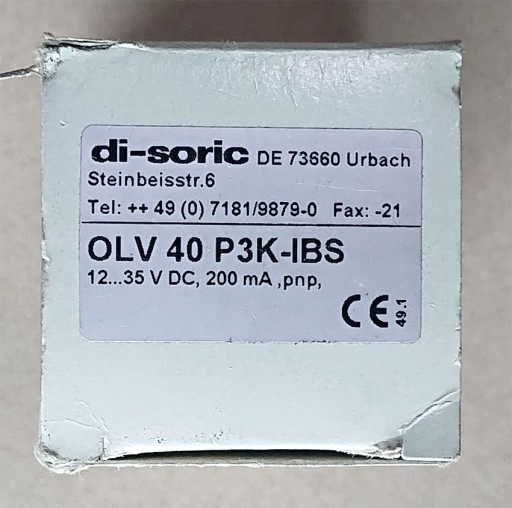 di-soric DE 73660 Urbach
Steinbeisstr.6
Tel: ++ 49 (0) 7181/9879-0 Fax: -21
OLV 40 P3K-IBS
12...35 V DC, 200 mA ,pnp,
CE 49.1